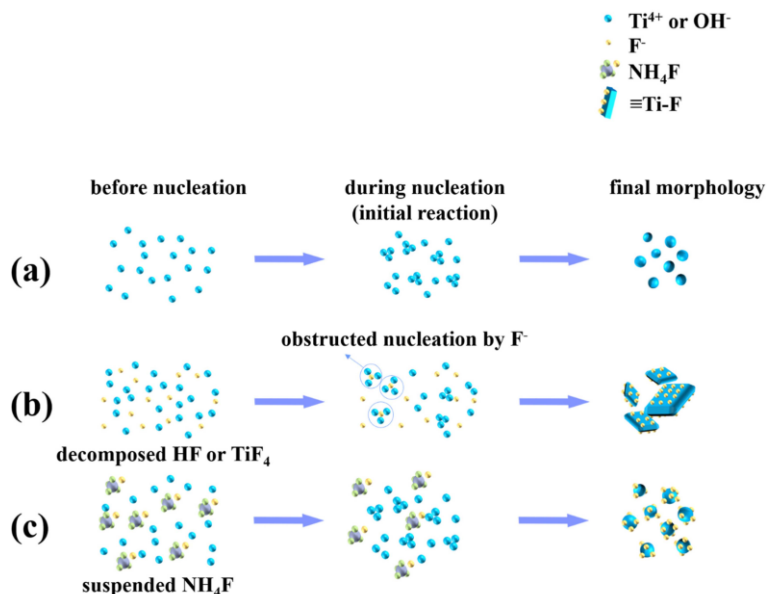 Ti⁴⁺ or OH⁻
F⁻
NH₄F
≡Ti-F
before nucleation
during nucleation
(initial reaction)
final morphology
(a)
obstructed nucleation by F⁻
(b)
decomposed HF or TiF₄
(c)
suspended NH₄F